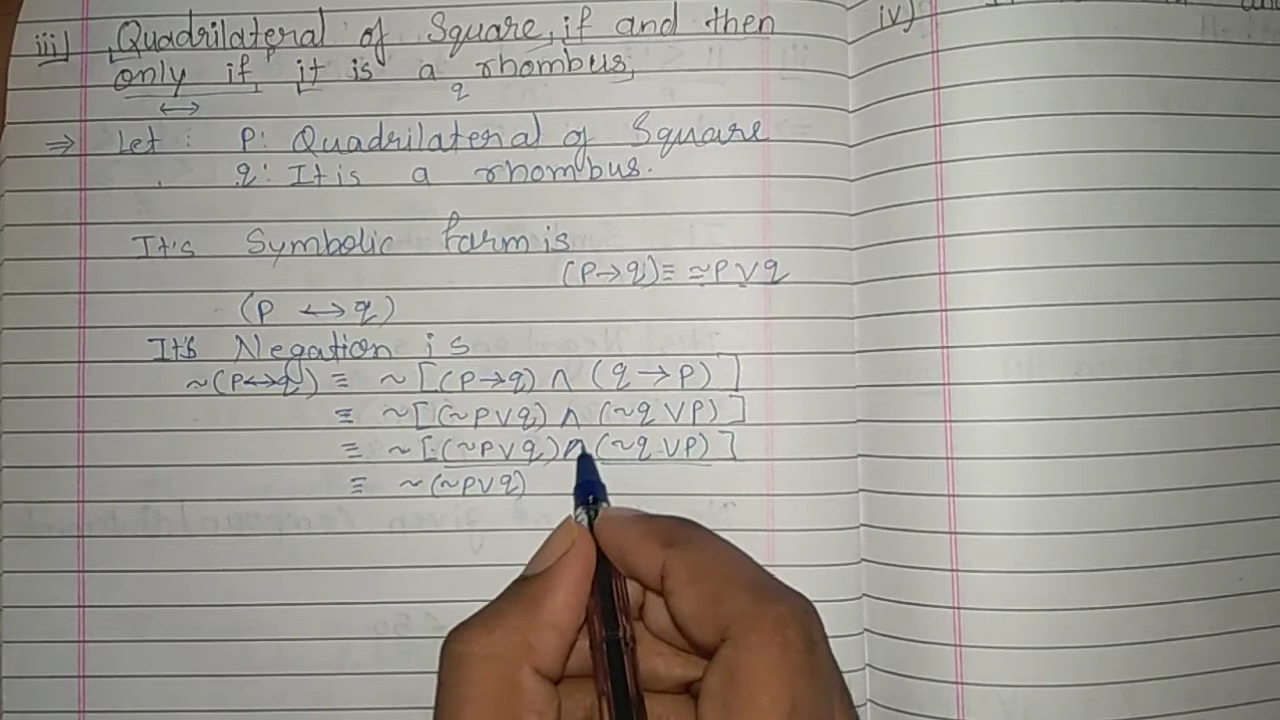 iii) Quadrilateral of Square, if and then
only if it is a rhombus,
↔ q
⇒ Let : P: Quadrilateral of Square
q: It is a rhombus.
It's Symbolic farm is
(P→q)≡ ≃P∨q
(P ↔ q)
It's Negation is
~(P↔q) ≡ ~[(P→q) ∧ (q→P)]
≡ ~[(~P∨q) ∧ (~q∨P)]
≡ ~[(~P∨q)∧(~q∨P)]
≡ ~(~P∨q)
iv)